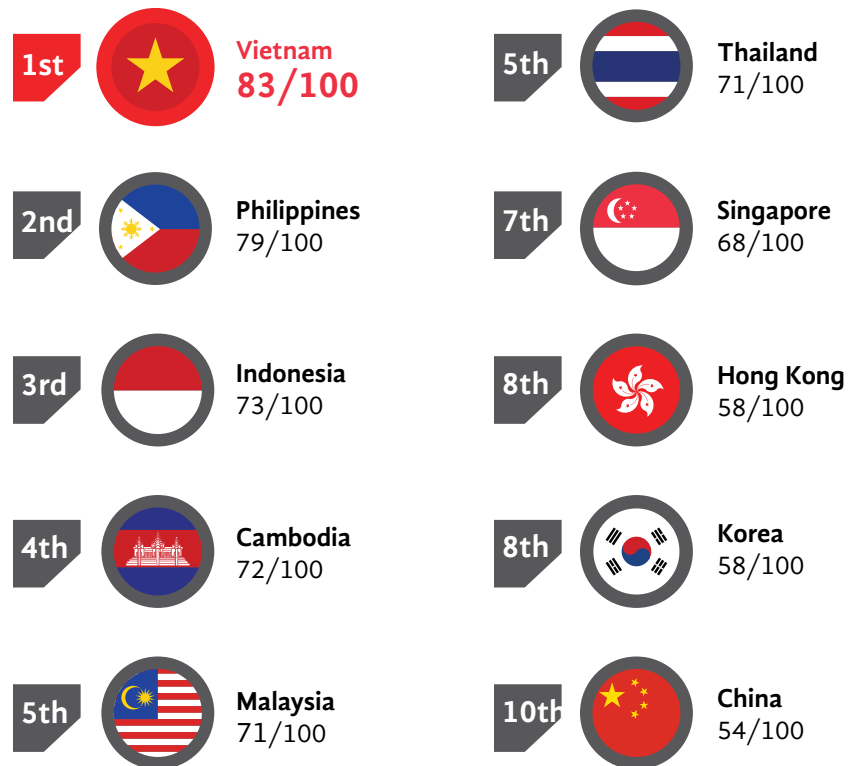 1st
Vietnam
83/100
2nd
Philippines
79/100
3rd
Indonesia
73/100
4th
Cambodia
72/100
5th
Malaysia
71/100
5th
Thailand
71/100
7th
Singapore
68/100
8th
Hong Kong
58/100
8th
Korea
58/100
10th
China
54/100